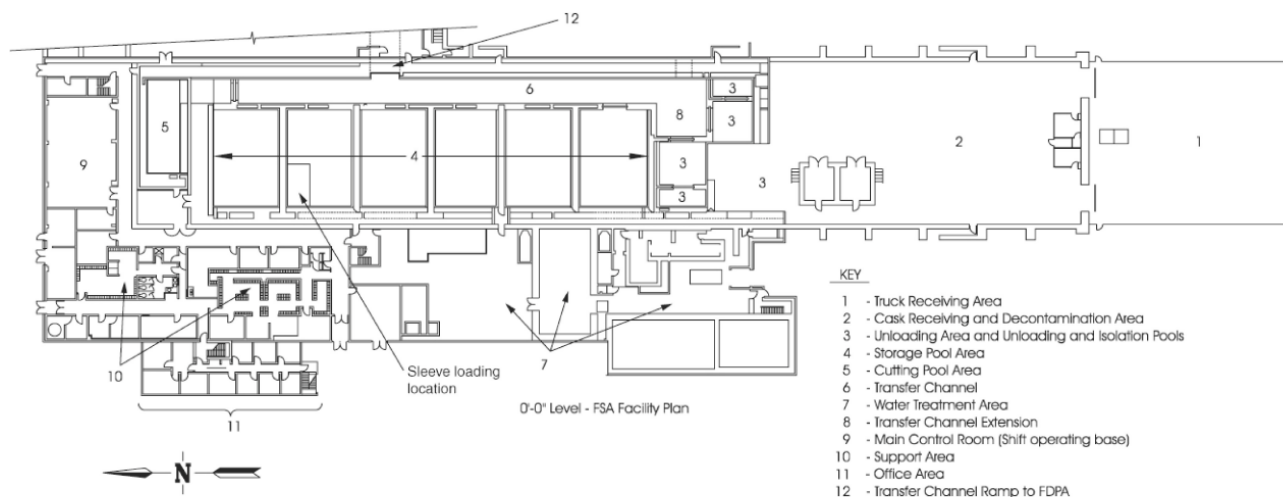 12
6
3
8
3
5
2
1
9
4
3
3
3
KEY
1 - Truck Receiving Area
2 - Cask Receiving and Decontamination Area
3 - Unloading Area and Unloading and Isolation Pools
4 - Storage Pool Area
5 - Cutting Pool Area
6 - Transfer Channel
7 - Water Treatment Area
8 - Transfer Channel Extension
9 - Main Control Room (Shift operating base)
10 - Support Area
11 - Office Area
12 - Transfer Channel Ramp to FDPA
10
Sleeve loading
location
7
0'-0" Level - FSA Facility Plan
11
N